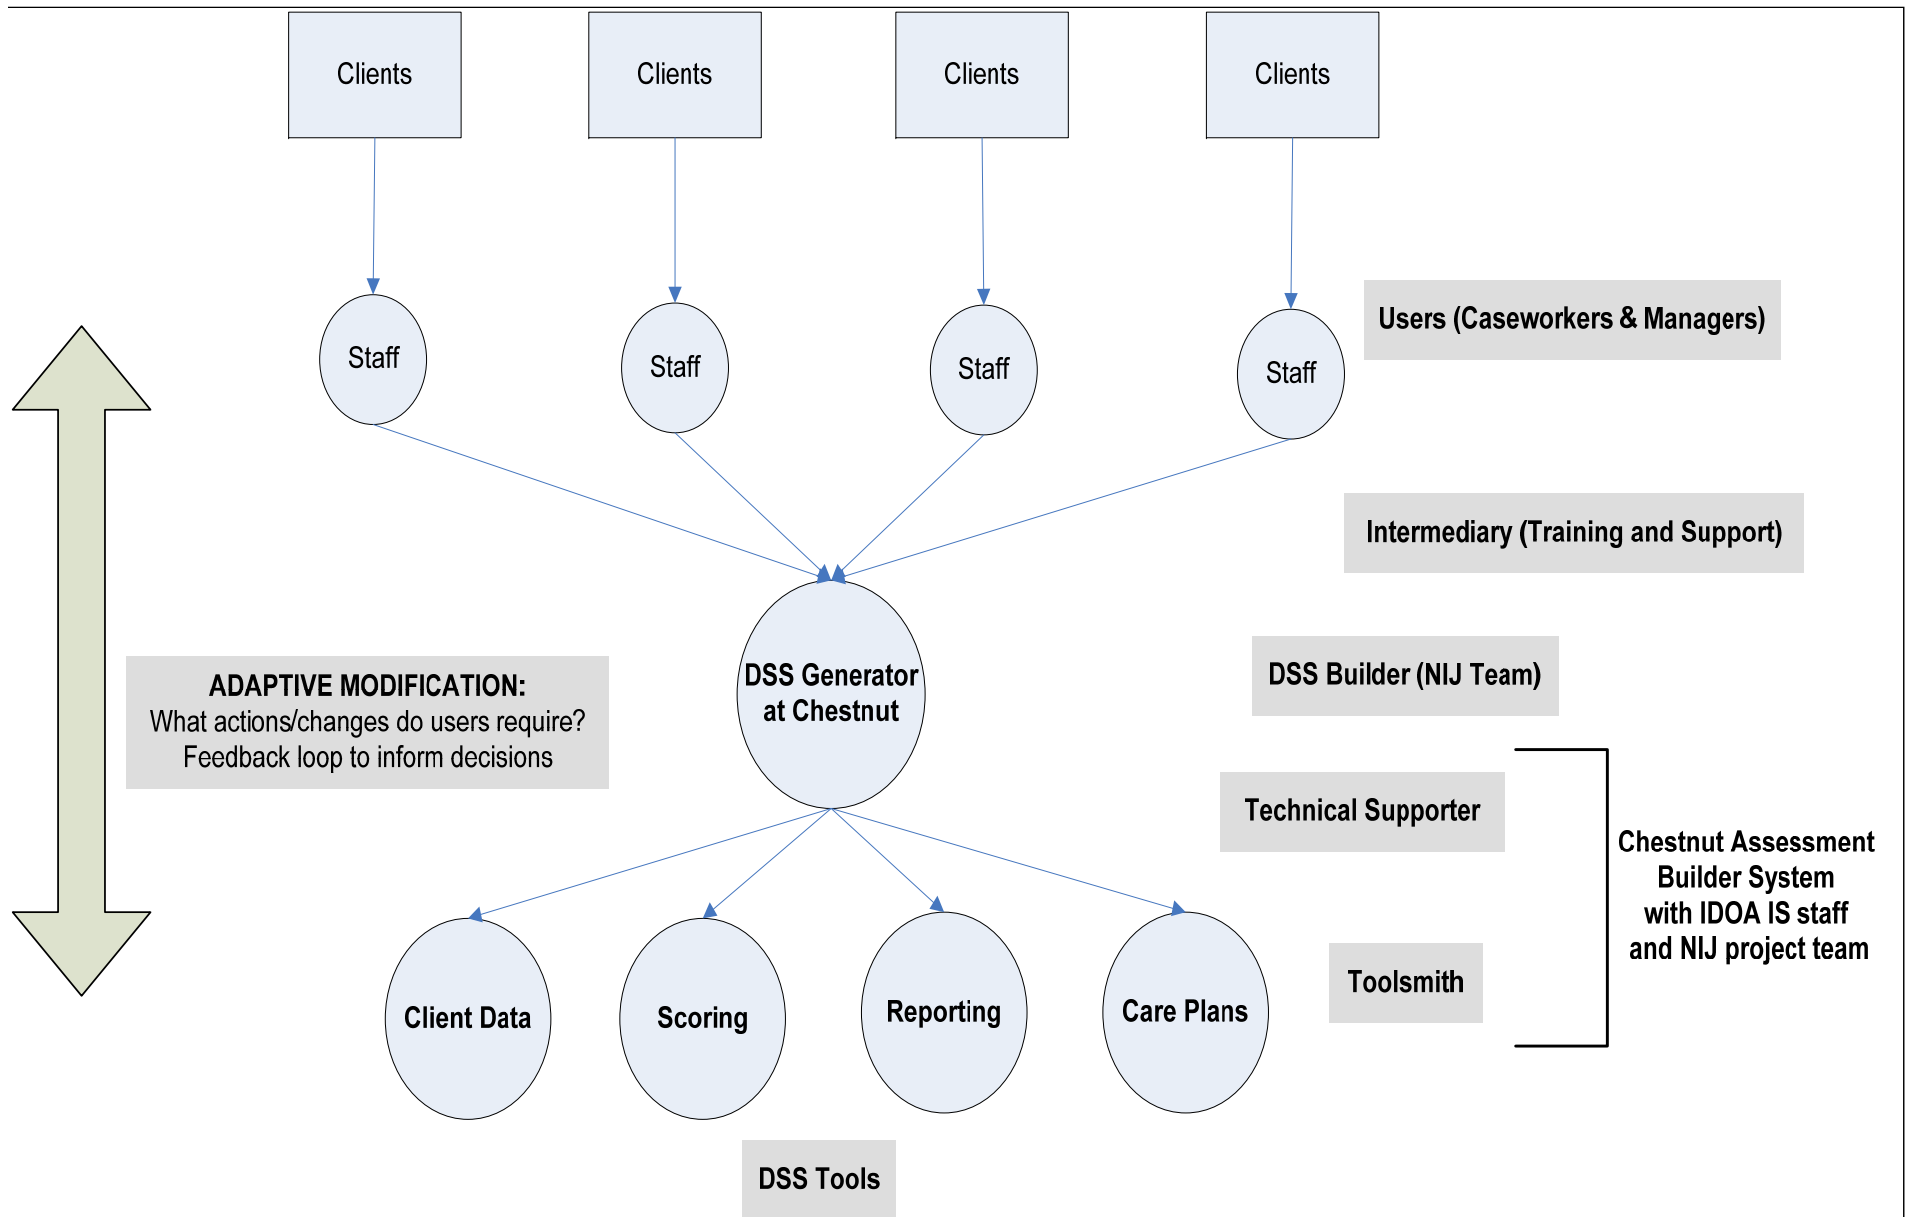 Clients
Clients
Clients
Clients
Staff
Staff
Staff
Staff
Users (Caseworkers & Managers)
Intermediary (Training and Support)
ADAPTIVE MODIFICATION:
What actions/changes do users require?
Feedback loop to inform decisions
DSS Generator
at Chestnut
DSS Builder (NIJ Team)
Technical Supporter
Chestnut Assessment
Builder System
with IDOA IS staff
and NIJ project team
Toolsmith
Client Data
Scoring
Reporting
Care Plans
DSS Tools